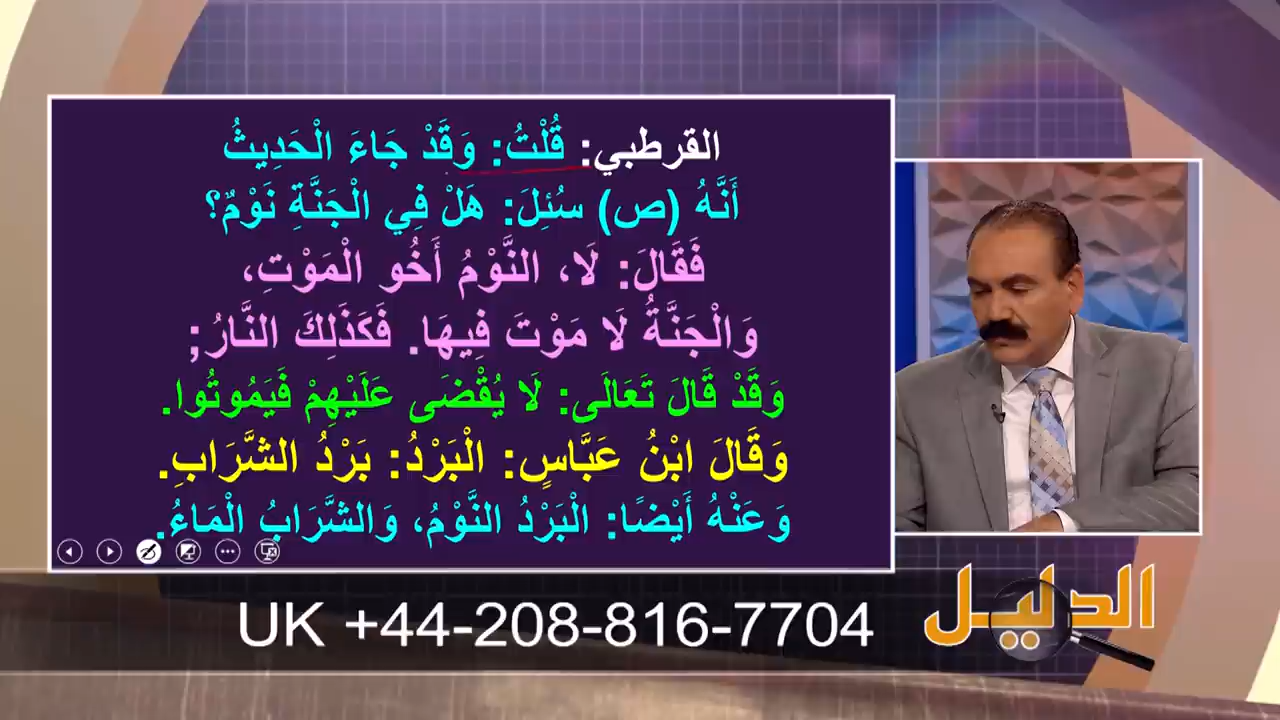 القرطبي: قُلْتُ: وَقَدْ جَاءَ الْحَدِيثُ
أَنَّهُ (ص) سُئِلَ: هَلْ فِي الْجَنَّةِ نَوْمٌ؟
فَقَالَ: لَا، النَّوْمُ أَخُو الْمَوْتِ،
وَالْجَنَّةُ لَا مَوْتَ فِيهَا. فَكَذَلِكَ النَّارُ;
وَقَدْ قَالَ تَعَالَى: لَا يُقْضَى عَلَيْهِمْ فَيَمُوتُوا.
وَقَالَ ابْنُ عَبَّاسٍ: الْبَرْدُ: بَرْدُ الشَّرَابِ.
وَعَنْهُ أَيْضًا: الْبَرْدُ النَّوْمُ، وَالشَّرَابُ الْمَاءُ.
UK +44-208-816-7704
الدليل